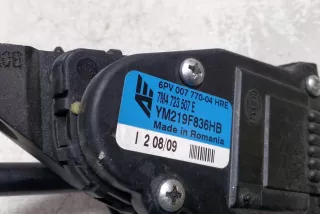 6PV 007 770-04 HRE
7M4 723 507 E
YM219F836HB
Made in Romania
I 2 08/09